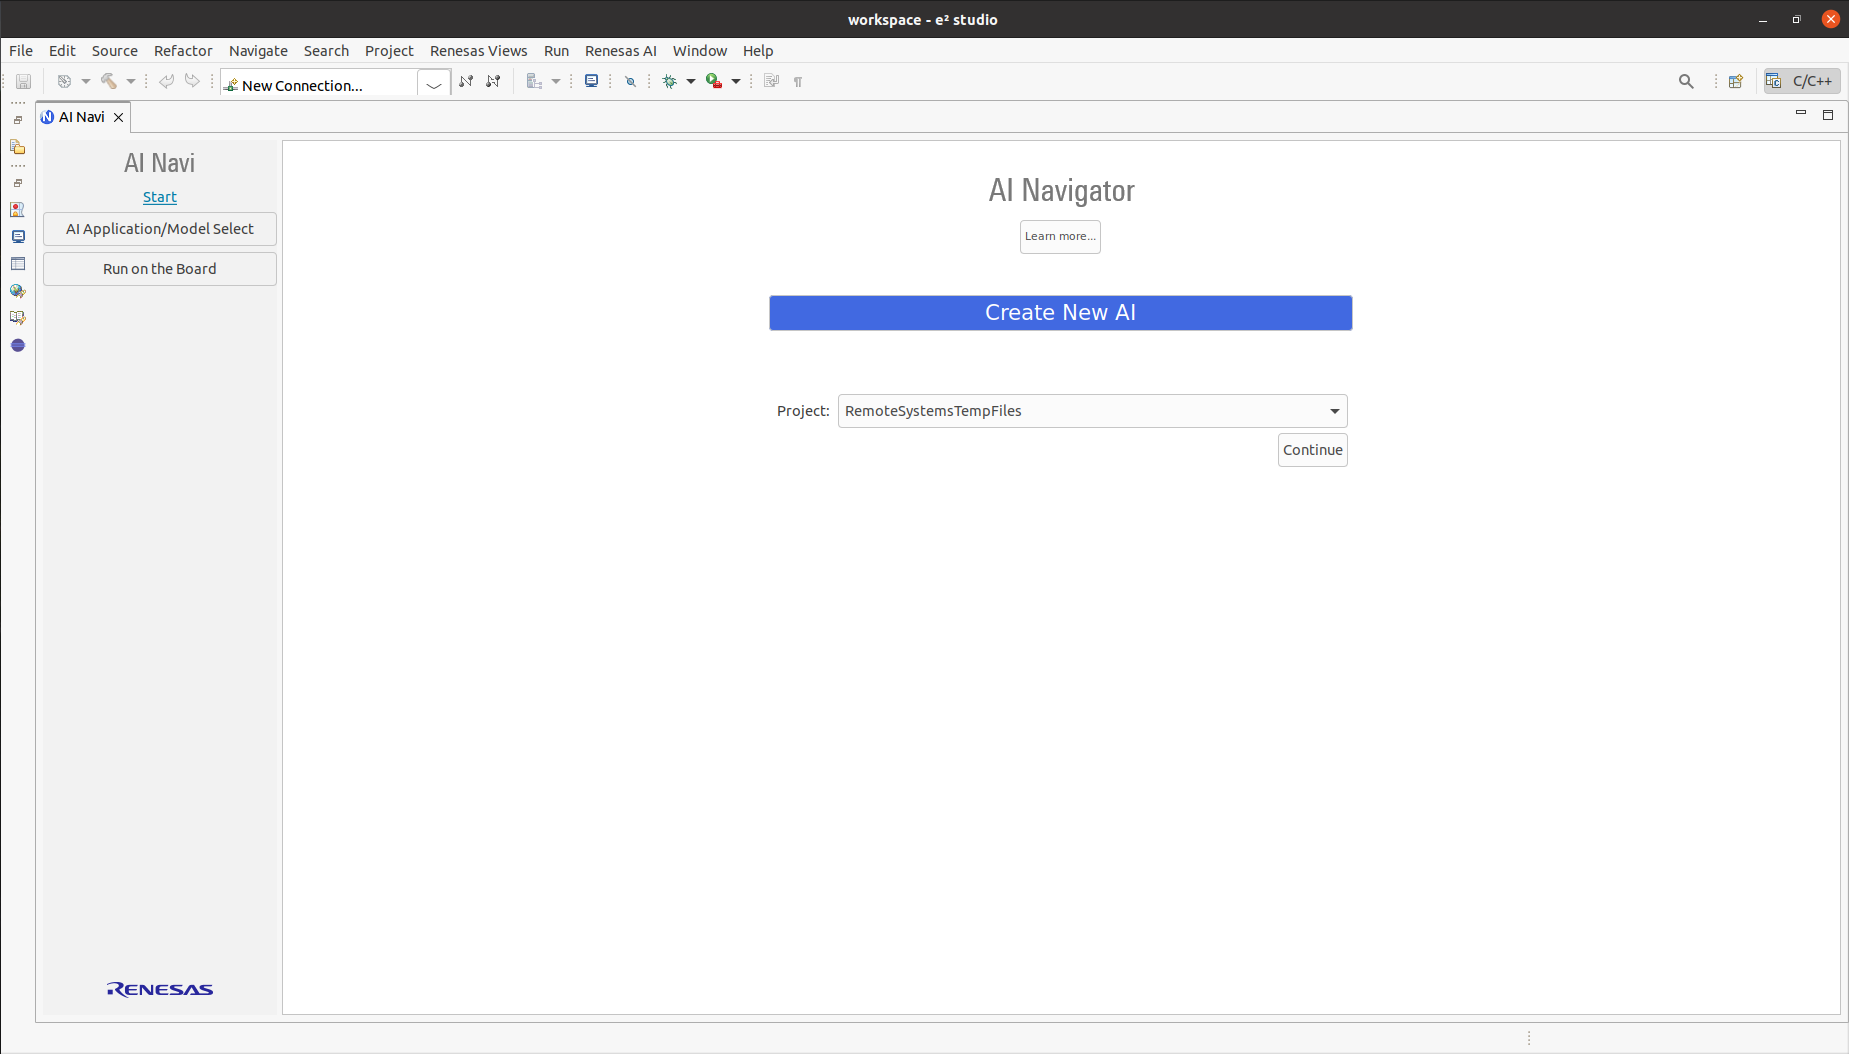 workspace - e² studio
File Edit Source Refactor Navigate Search Project Renesas Views Run Renesas AI Window Help
New Connection...
C/C++
AI Navi
AI Navi
Start
AI Application/Model Select
Run on the Board
AI Navigator
Learn more...
Create New AI
Project: RemoteSystemsTempFiles
Continue
RENESAS